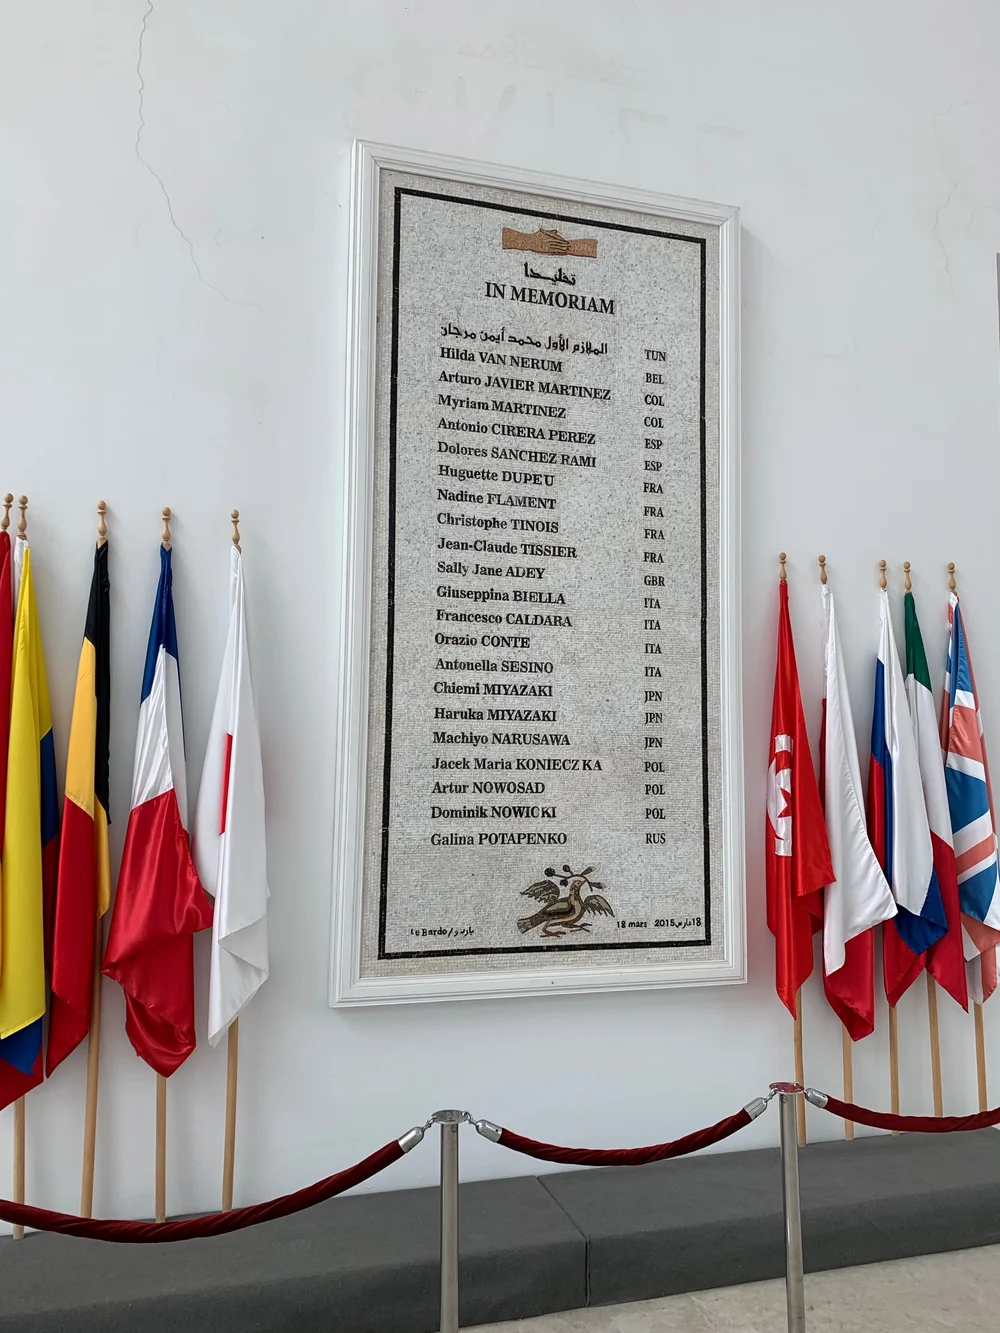 تخليدا
IN MEMORIAM
الملازم الأول محمد أيمن مرجان TUN
Hilda VAN NERUM BEL
Arturo JAVIER MARTINEZ COL
Myriam MARTINEZ COL
Antonio CIRERA PEREZ ESP
Dolores SANCHEZ RAMI ESP
Huguette DUPEU FRA
Nadine FLAMENT FRA
Christophe TINOIS FRA
Jean-Claude TISSIER FRA
Sally Jane ADEY GBR
Giuseppina BIELLA ITA
Francesco CALDARA ITA
Orazio CONTE ITA
Antonella SESINO ITA
Chiemi MIYAZAKI JPN
Haruka MIYAZAKI JPN
Machiyo NARUSAWA JPN
Jacek Maria KONIECZ KA POL
Artur NOWOSAD POL
Dominik NOWICKI POL
Galina POTAPENKO RUS
Le Bardo / باردو 18 mars 2015 مارس 18